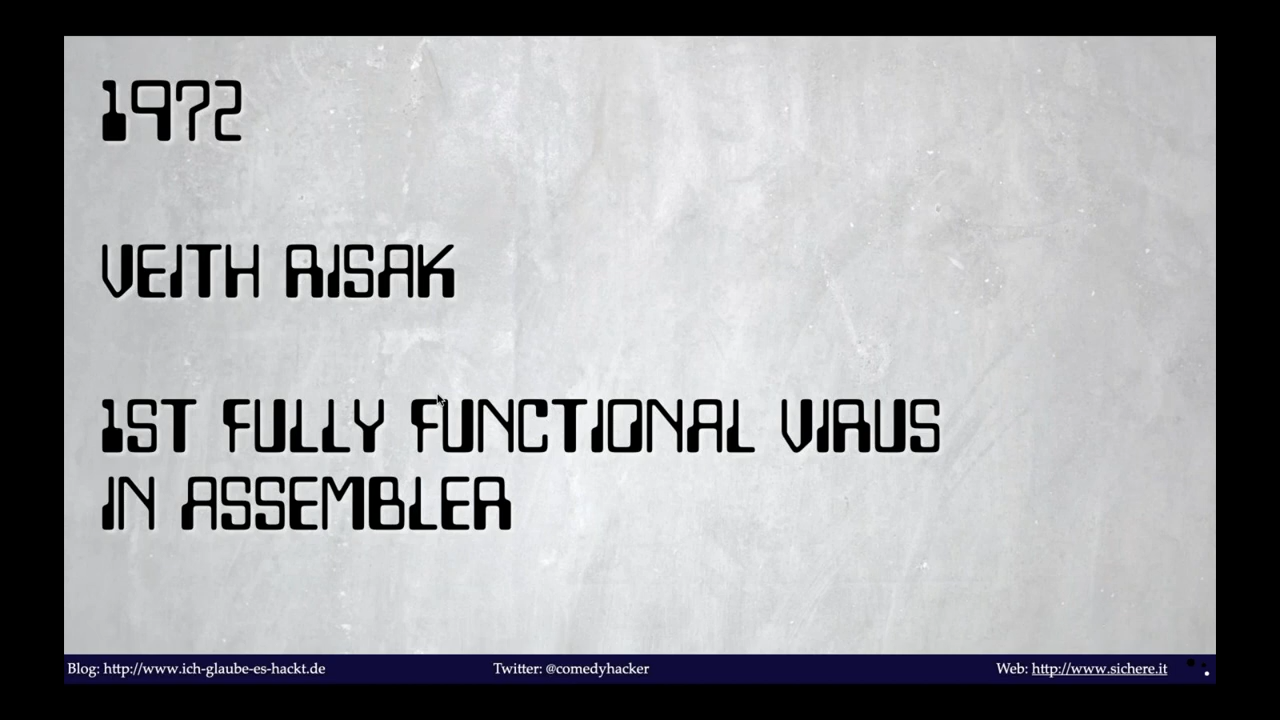 1972
VEITH RISAK
1ST FULLY FUNCTIONAL VIRUS
IN ASSEMBLER
Blog: http://www.ich-glaube-es-hackt.de
Twitter: @comedyhacker
Web: http://www.sichere.it